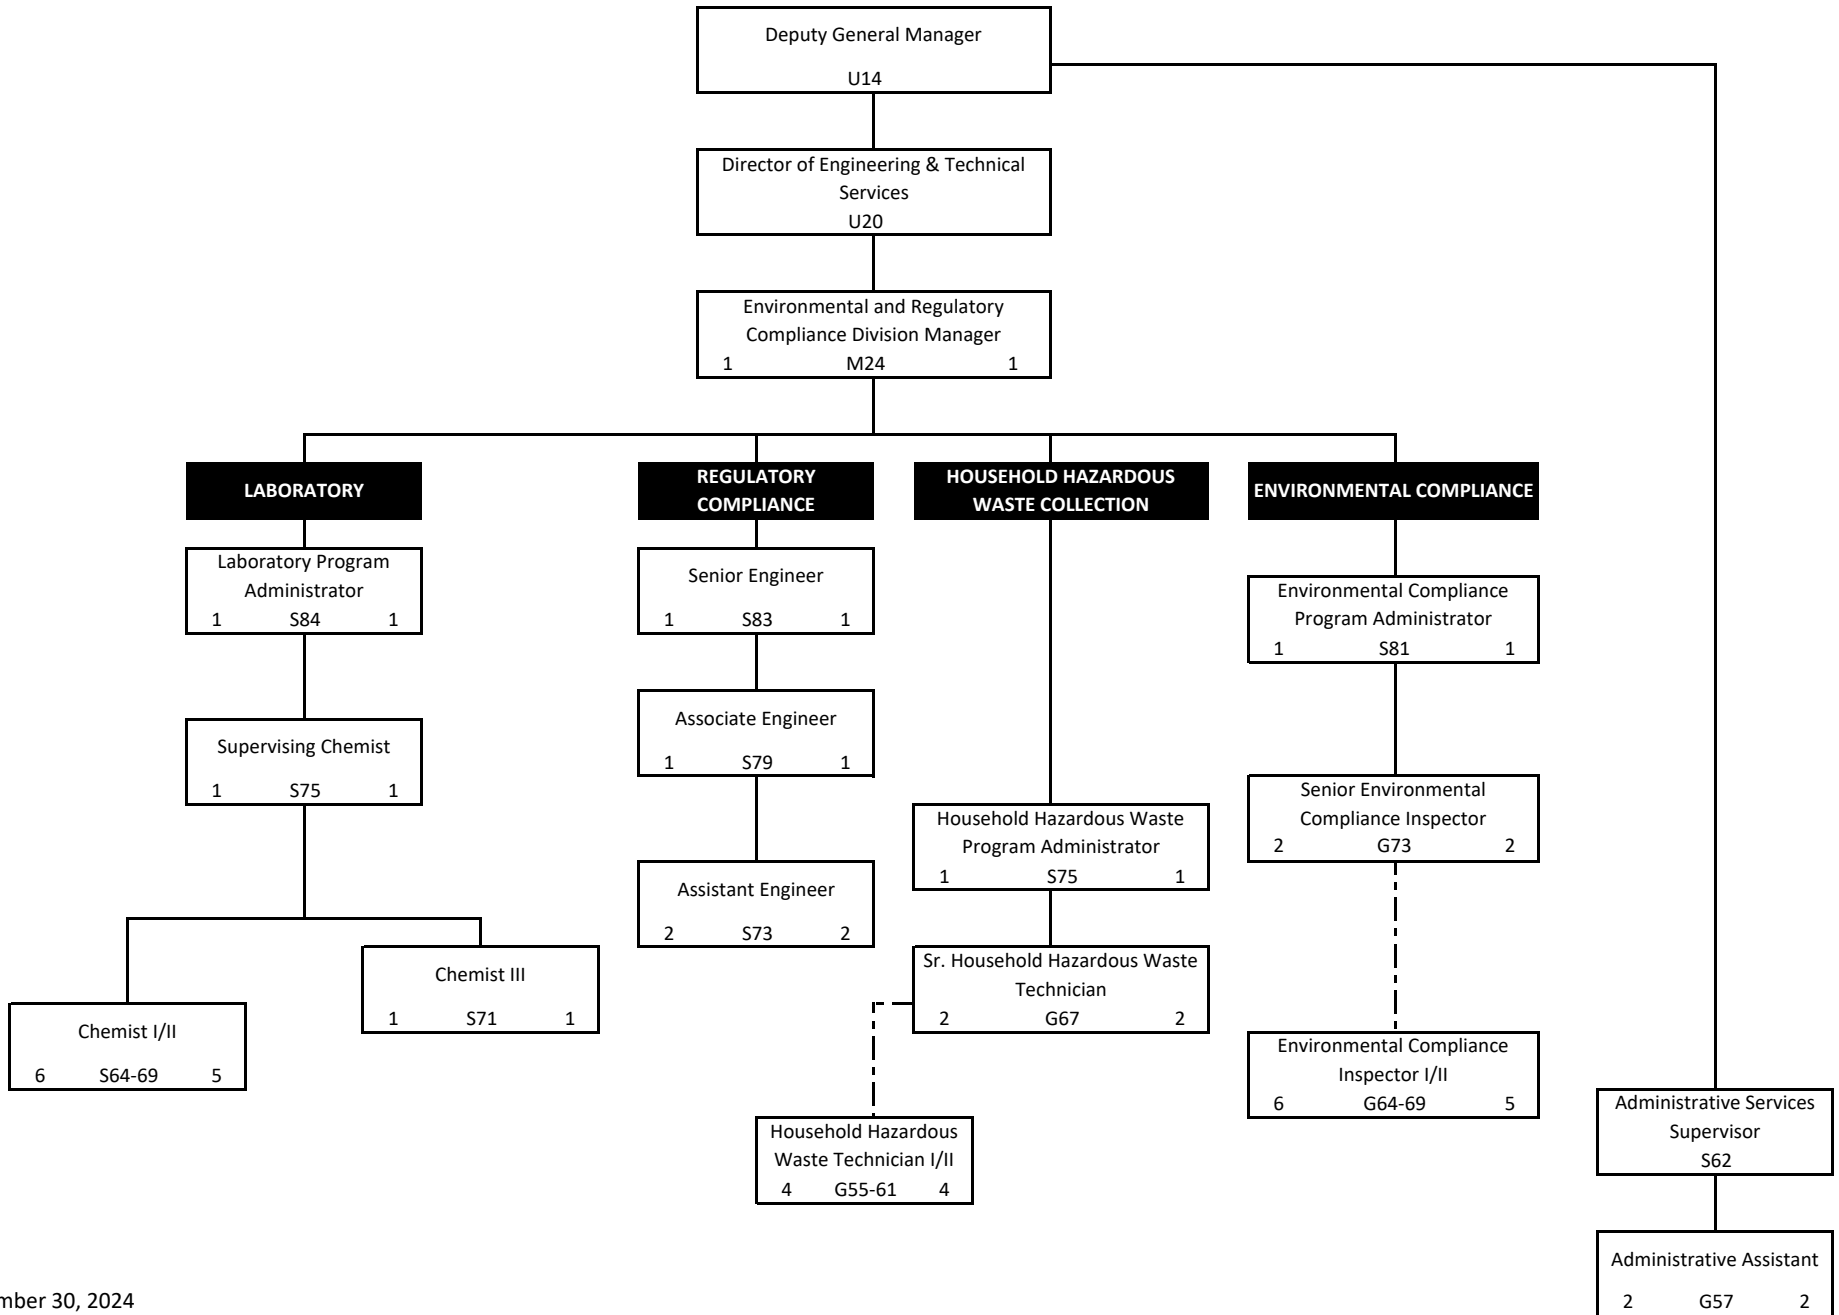 Deputy General Manager
U14
Director of Engineering & Technical
Services
U20
Environmental and Regulatory
Compliance Division Manager
1 M24 1
LABORATORY
Laboratory Program
Administrator
1 S84 1
Supervising Chemist
1 S75 1
Chemist I/II
6 S64-69 5
Chemist III
1 S71 1
REGULATORY
COMPLIANCE
Senior Engineer
1 S83 1
Associate Engineer
1 S79 1
Assistant Engineer
2 S73 2
HOUSEHOLD HAZARDOUS
WASTE COLLECTION
Household Hazardous Waste
Program Administrator
1 S75 1
Sr. Household Hazardous Waste
Technician
2 G67 2
Household Hazardous
Waste Technician I/II
4 G55-61 4
ENVIRONMENTAL COMPLIANCE
Environmental Compliance
Program Administrator
1 S81 1
Senior Environmental
Compliance Inspector
2 G73 2
Environmental Compliance
Inspector I/II
6 G64-69 5
Administrative Services
Supervisor
S62
Administrative Assistant
2 G57 2
30, 2024